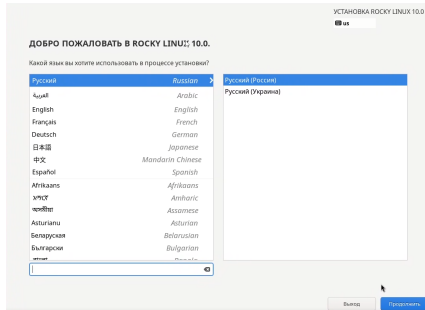 УСТАНОВКА ROCKY LINUX 10.0
us
ДОБРО ПОЖАЛОВАТЬ В ROCKY LINUX 10.0.
Какой язык вы хотите использовать в процессе установки?
Русский Russian
العربية Arabic
English English
Français French
Deutsch German
日本語 Japanese
中文 Mandarin Chinese
Español Spanish
Afrikaans Afrikaans
አማርኛ Amharic
অসমীয়া Assamese
Asturianu Asturian
Беларуская Belarusian
Български Bulgarian
Русский (Россия)
Русский (Украина)
Выход
Продолжить